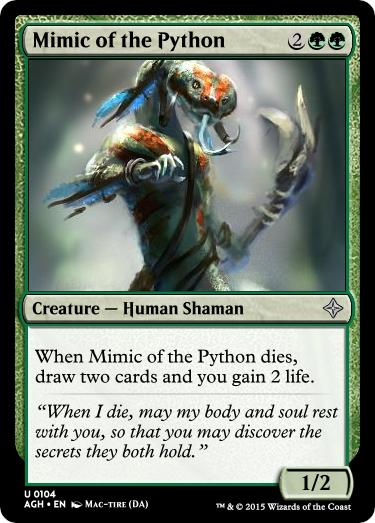 Mimic of the Python 2
Creature — Human Shaman
When Mimic of the Python dies,
draw two cards and you gain 2 life.
“When I die, may my body and soul rest
with you, so that you may discover the
secrets they both hold.”
1/2
U 0104
AGH • EN Mac-tire (DA)
™ & © 2015 Wizards of the Coast